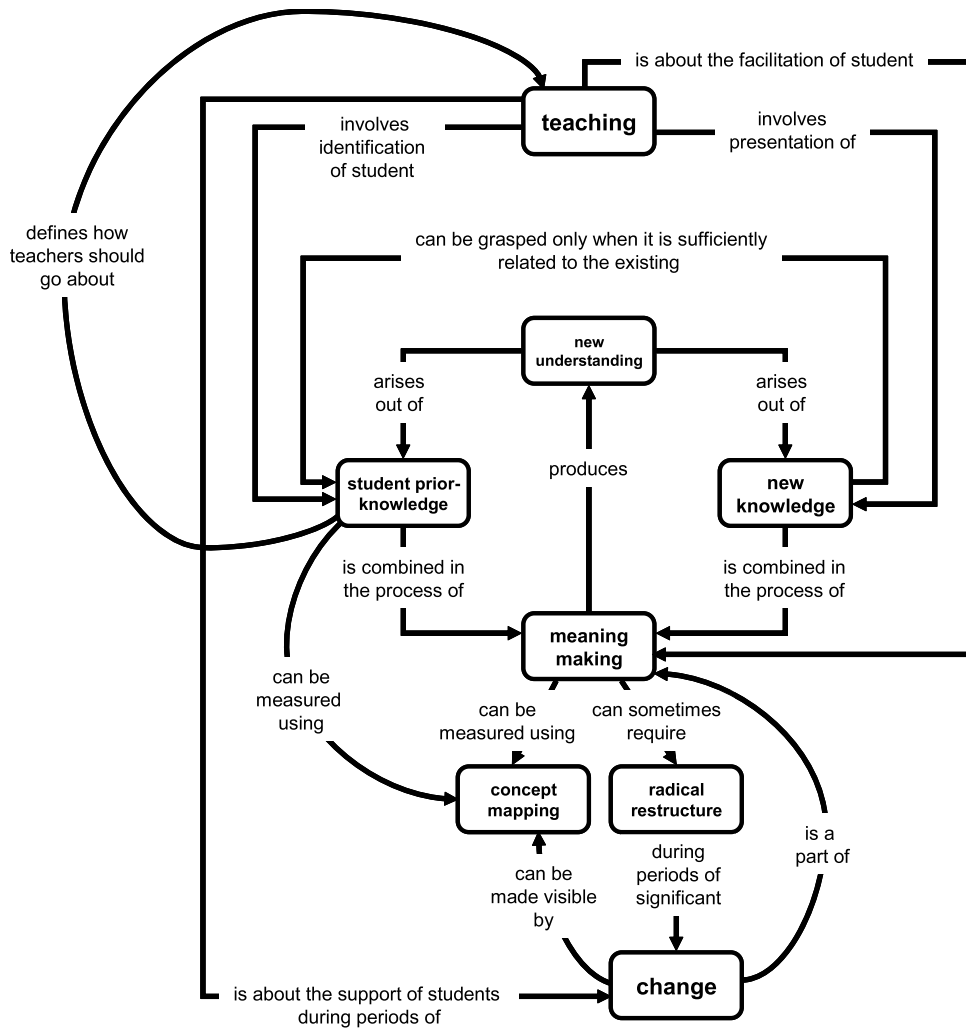 is about the facilitation of student
teaching
involves
identification
of student
involves
presentation of
defines how
teachers should
go about
can be grasped only when it is sufficiently
related to the existing
new
understanding
arises
out of
arises
out of
produces
student prior-
knowledge
new
knowledge
is combined in
the process of
is combined in
the process of
meaning
making
can be
measured
using
can be
measured using
can sometimes
require
concept
mapping
radical
restructure
is a
part of
during
periods of
significant
can be
made visible
by
change
is about the support of students
during periods of